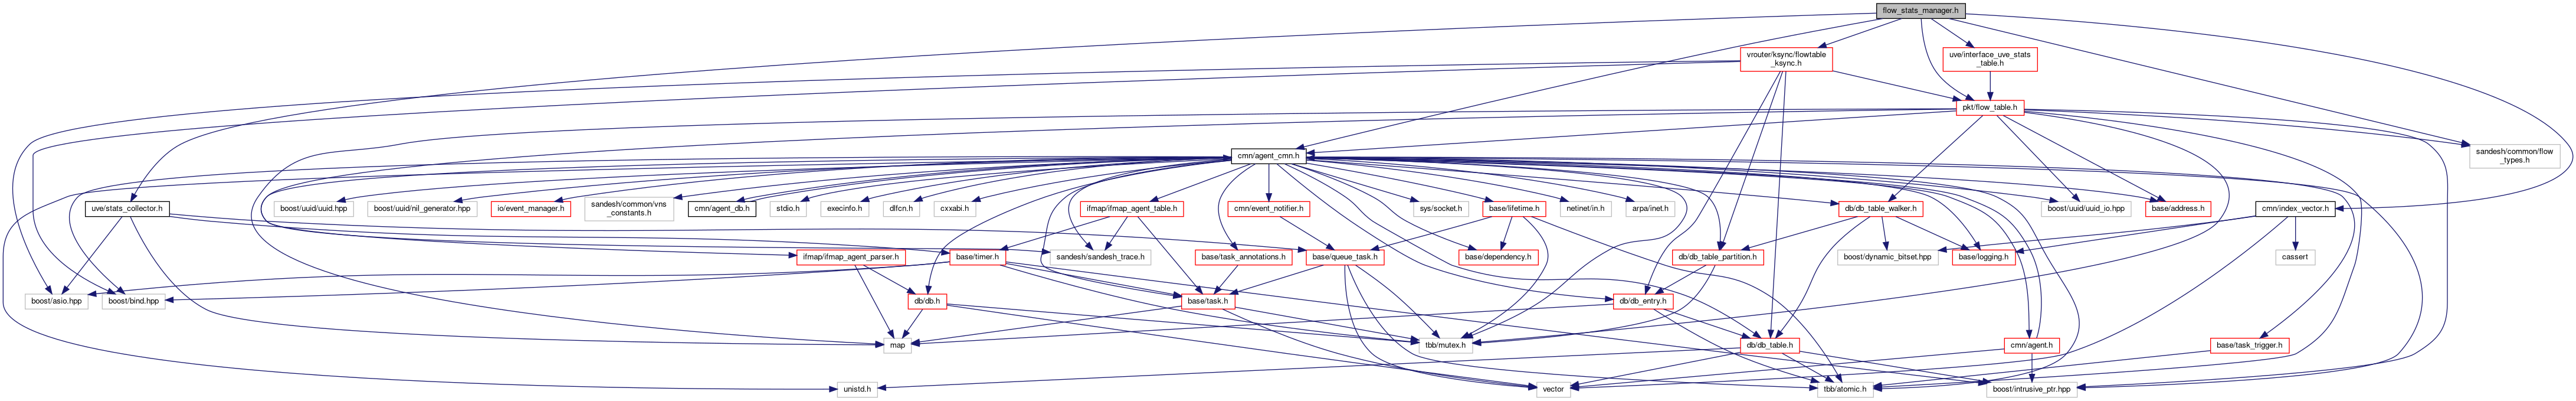 flow_stats_manager.h
vrouter/ksync/flowtable
_ksync.h
uve/interface_uve_stats
_table.h
pkt/flow_table.h
cmn/agent_cmn.h
sandesh/common/flow
_types.h
uve/stats_collector.h
boost/uuid/uuid.hpp
boost/uuid/nil_generator.hpp
io/event_manager.h
sandesh/common/vns
_constants.h
cmn/agent_db.h
stdio.h
execinfo.h
dlfcn.h
cxxabi.h
ifmap/ifmap_agent_table.h
cmn/event_notifier.h
sys/socket.h
base/lifetime.h
netinet/in.h
arpa/inet.h
db/db_table_walker.h
boost/uuid/uuid_io.hpp
base/address.h
cmn/index_vector.h
ifmap/ifmap_agent_parser.h
base/timer.h
sandesh/sandesh_trace.h
base/task_annotations.h
base/queue_task.h
base/dependency.h
db/db_table_partition.h
boost/dynamic_bitset.hpp
base/logging.h
cassert
boost/asio.hpp
boost/bind.hpp
db/db.h
base/task.h
db/db_entry.h
map
tbb/mutex.h
db/db_table.h
cmn/agent.h
base/task_trigger.h
unistd.h
vector
tbb/atomic.h
boost/intrusive_ptr.hpp